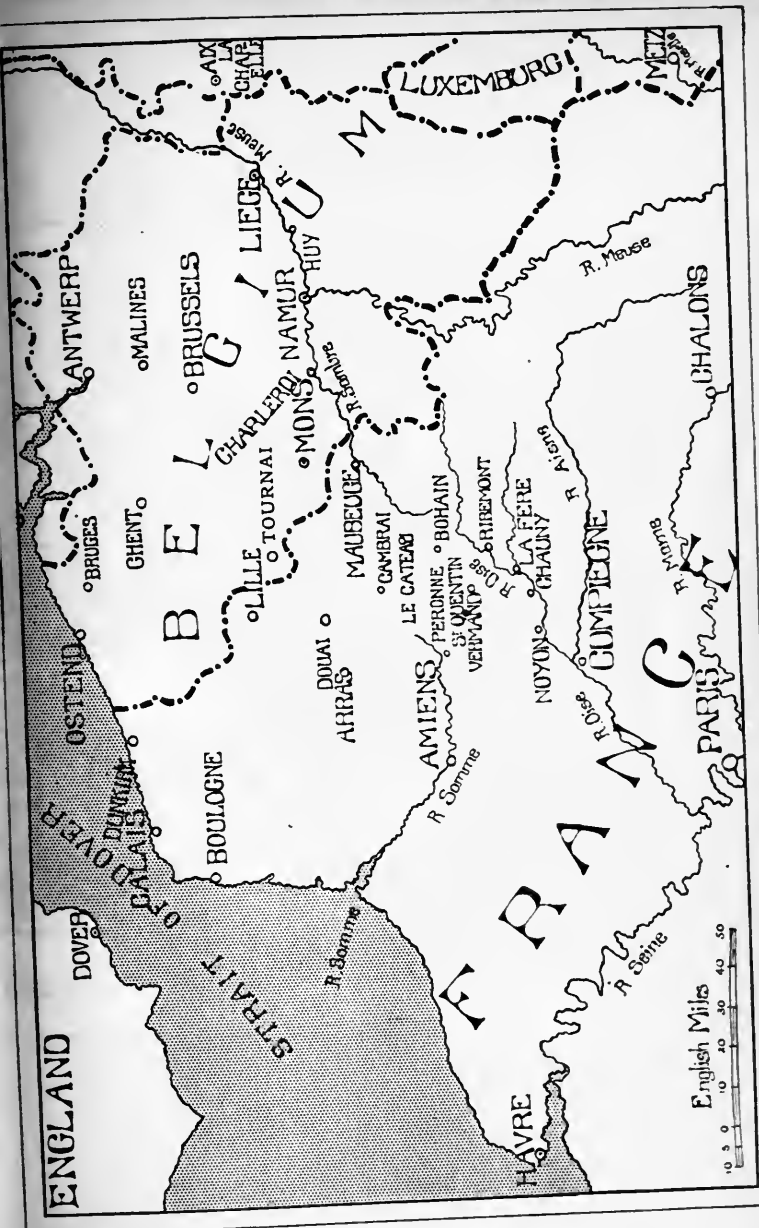 ENGLAND
DOVER
STRAIT OF DOVER
CALAIS
DUNKIRK
OSTEND
BOULOGNE
BRUGES
GHENT
ANTWERP
MALINES
BRUSSELS
BELGIUM
LILLE
TOURNAI
MONS
CHARLEROI
NAMUR
HUY
LIEGE
R. Meuse
AIX
LA
CHAP-
ELLE
LUXEMBURG
METZ
R. Sambre
MAUBEUGE
DOUAI
ARRAS
CAMBRAI
LE CATEAU
BOHAIN
PERONNE
St QUENTIN
VERMAND
RIBEMONT
R Oise
LA FERE
CHAUNY
NOYON
AMIENS
R Somme
R. Somme
COMPIEGNE
R. Oise
R Aisne
R. Meuse
CHALONS
R. Marne
PARIS
FRANCE
HAVRE
R Seine
English Miles
10 5 0 10 20 30 40 50